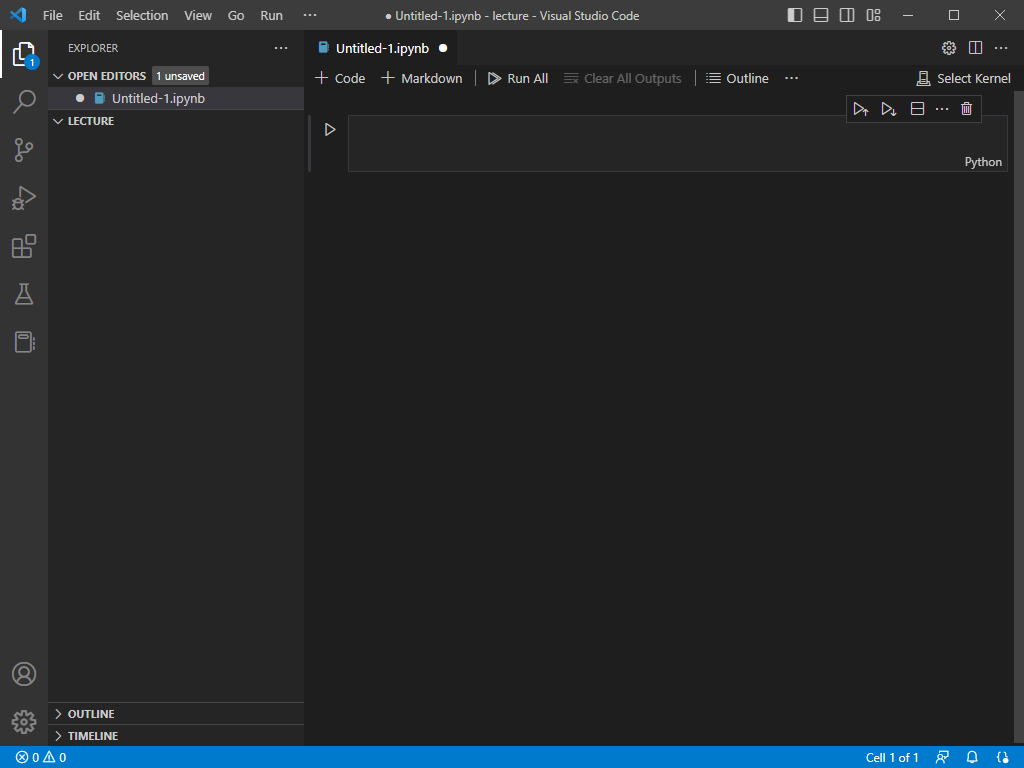 File Edit Selection View Go Run ··· ● Untitled-1.ipynb - lecture - Visual Studio Code
EXPLORER ···
Untitled-1.ipynb ●
OPEN EDITORS 1 unsaved
Code Markdown Run All Clear All Outputs Outline ··· Select Kernel
1
● Untitled-1.ipynb
LECTURE
Python
OUTLINE
TIMELINE
0 0 Cell 1 of 1